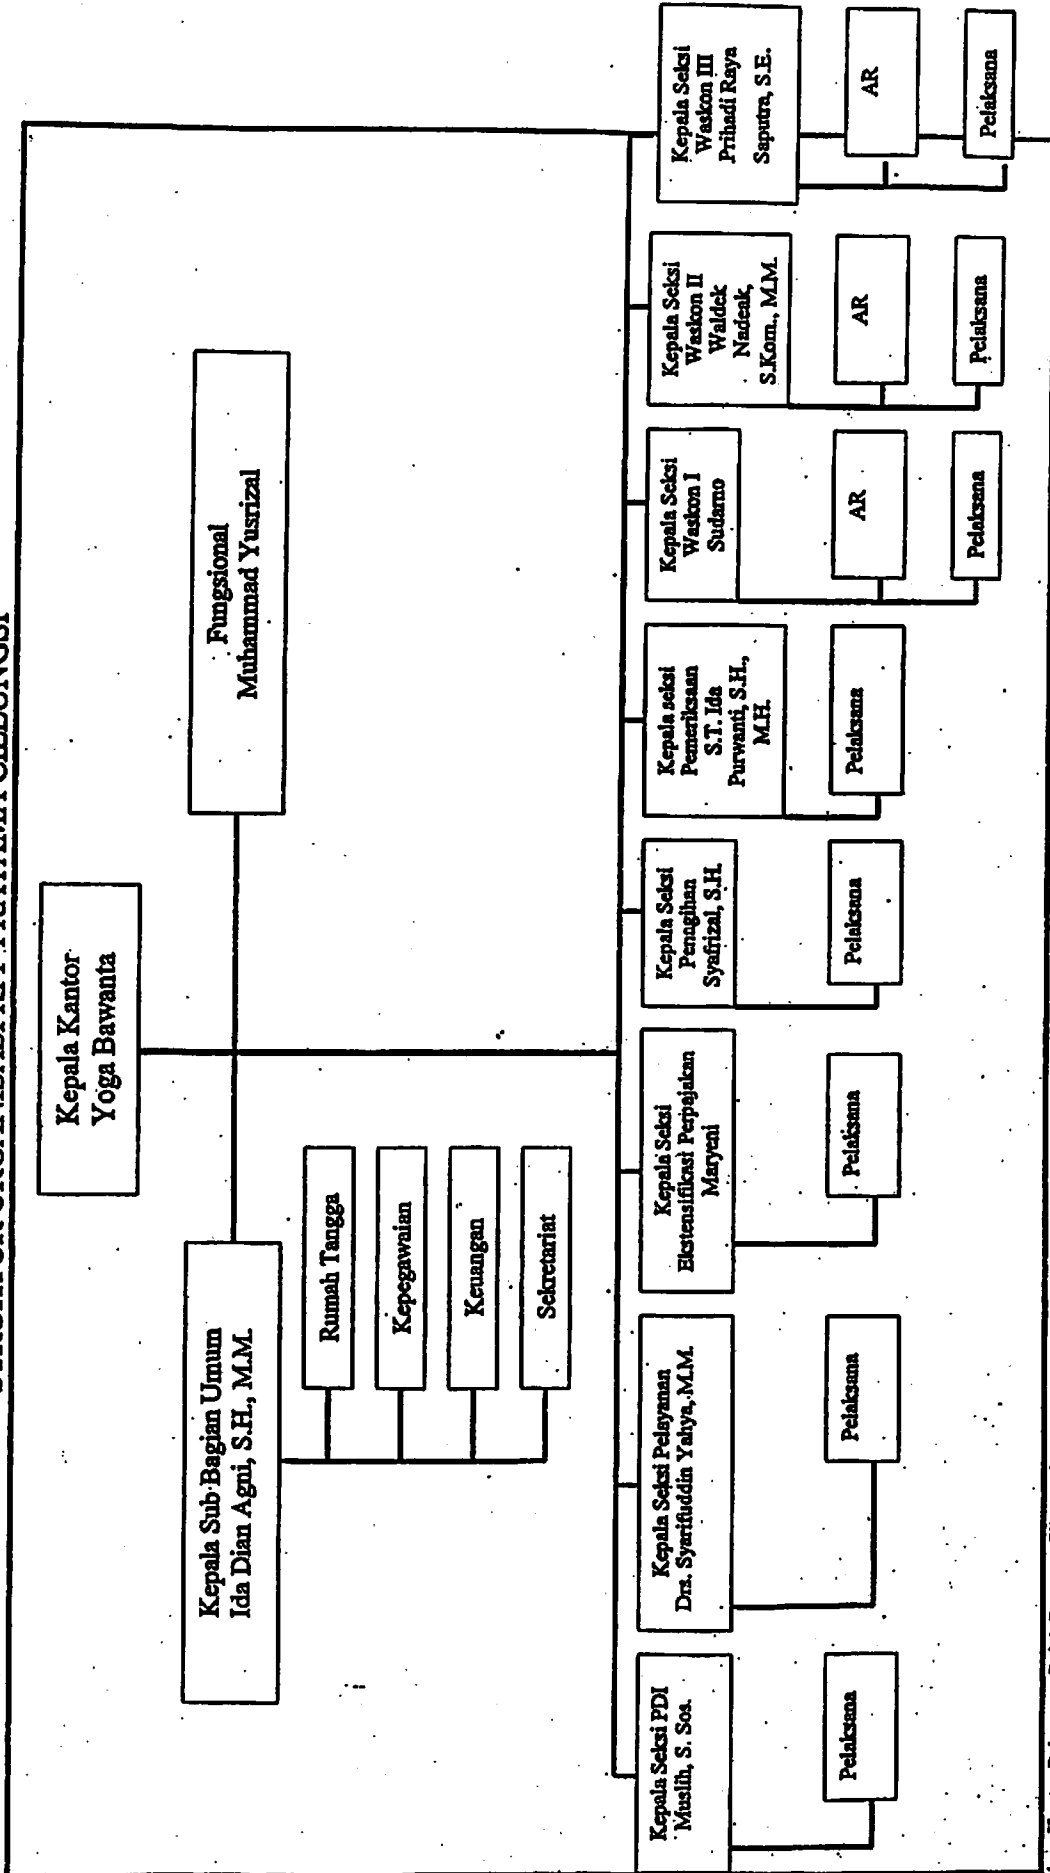 Kepala Kantor
Yoga Bawanta
Kepala Sub Bagian Umum
Ida Dian Agni, S.H., M.M.
Fungsional
Muhammad Yusrizal
Rumah Tangga
Kepegawaian
Keuangan
Sekretariat
Kepala Seksi PDI
Muslih, S. Sos.
Pelaksana
Kepala Seksi Pelayanan
Drs. Syarifuddin Yahya, M.M.
Pelaksana
Kepala Seksi
Ekstensifikasi Perpajakan
Maryeni
Pelaksana
Kepala Seksi
Penagihan
Syafrizal, S.H.
Pelaksana
Kepala seksi
Pemeriksaan
S.T. Ida
Purwanti, S.H.,
M.H.
Pelaksana
Kepala Seksi
Waskon I
Sudarno
AR
Pelaksana
Kepala Seksi
Waskon II
Waldek
Nadeak,
S.Kom., M.M.
AR
Pelaksana
Kepala Seksi
Waskon III
Prihadi Raya
Saputra, S.E.
AR
Pelaksana